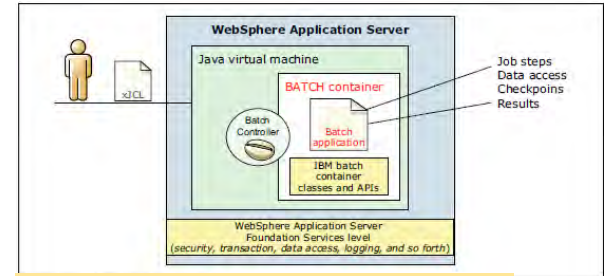 WebSphere Application Server
Java virtual machine
xJCL
BATCH container
Batch
Controller
Batch
application
IBM batch
container
classes and APIs
Job steps
Data access
Checkpoints
Results
WebSphere Application Server
Foundation Services level
(security, transaction, data access, logging, and so forth)